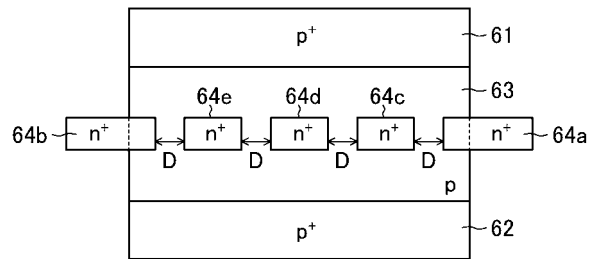 p+ 61
63
64e 64d 64c
64b n+ n+ n+ n+ n+ 64a
D D D D
p
p+ 62